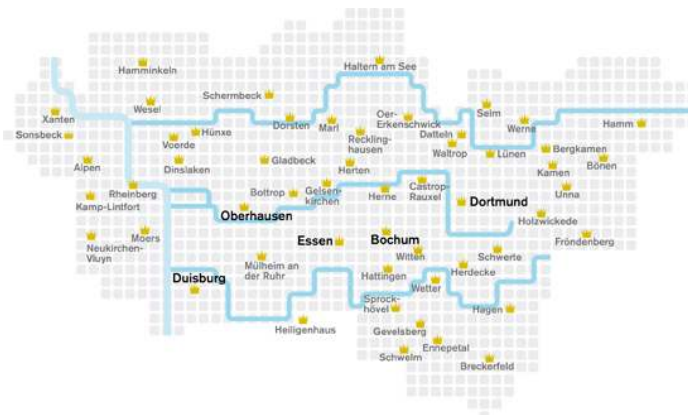 Haltern am See
Hamminkeln
Schermbeck
Wesel
Selm
Xanten
Dorsten
Marl
Oer-
Erkenschwick
Werne
Hamm
Sonsbeck
Hünxe
Voerde
Reckling-
hausen
Datteln
Waltrop
Lünen
Bergkamen
Bönen
Alpen
Dinslaken
Gladbeck
Herten
Kamen
Rheinberg
Bottrop
Gelsen-
kirchen
Herne
Castrop-
Rauxel
Unna
Kamp-Lintfort
Oberhausen
Dortmund
Holzwickede
Moers
Neukirchen-
Vluyn
Essen
Bochum
Witten
Schwerte
Fröndenberg
Mülheim an
der Ruhr
Hattingen
Herdecke
Duisburg
Wetter
Sprock-
hövel
Hagen
Heiligenhaus
Gevelsberg
Ennepetal
Schwelm
Breckerfeld